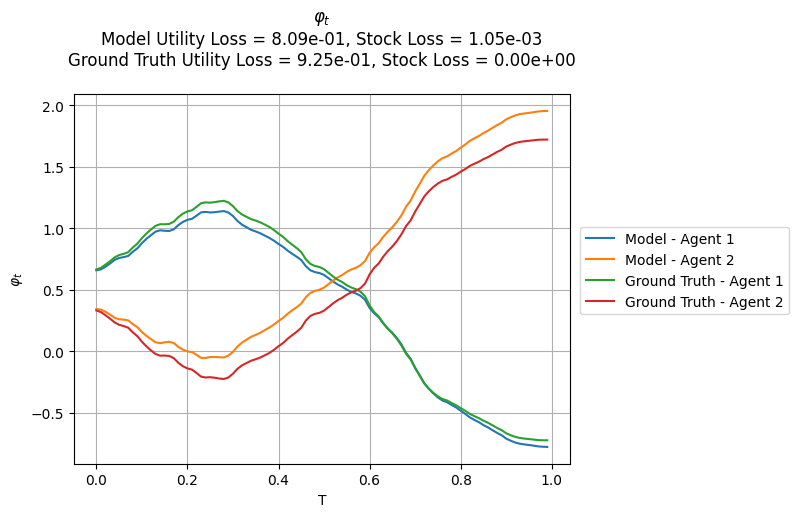 φₜ
Model Utility Loss = 8.09e-01, Stock Loss = 1.05e-03
Ground Truth Utility Loss = 9.25e-01, Stock Loss = 0.00e+00
2.0
1.5
1.0
0.5
0.0
−0.5
φₜ
0.0 0.2 0.4 0.6 0.8 1.0
T
Model - Agent 1
Model - Agent 2
Ground Truth - Agent 1
Ground Truth - Agent 2